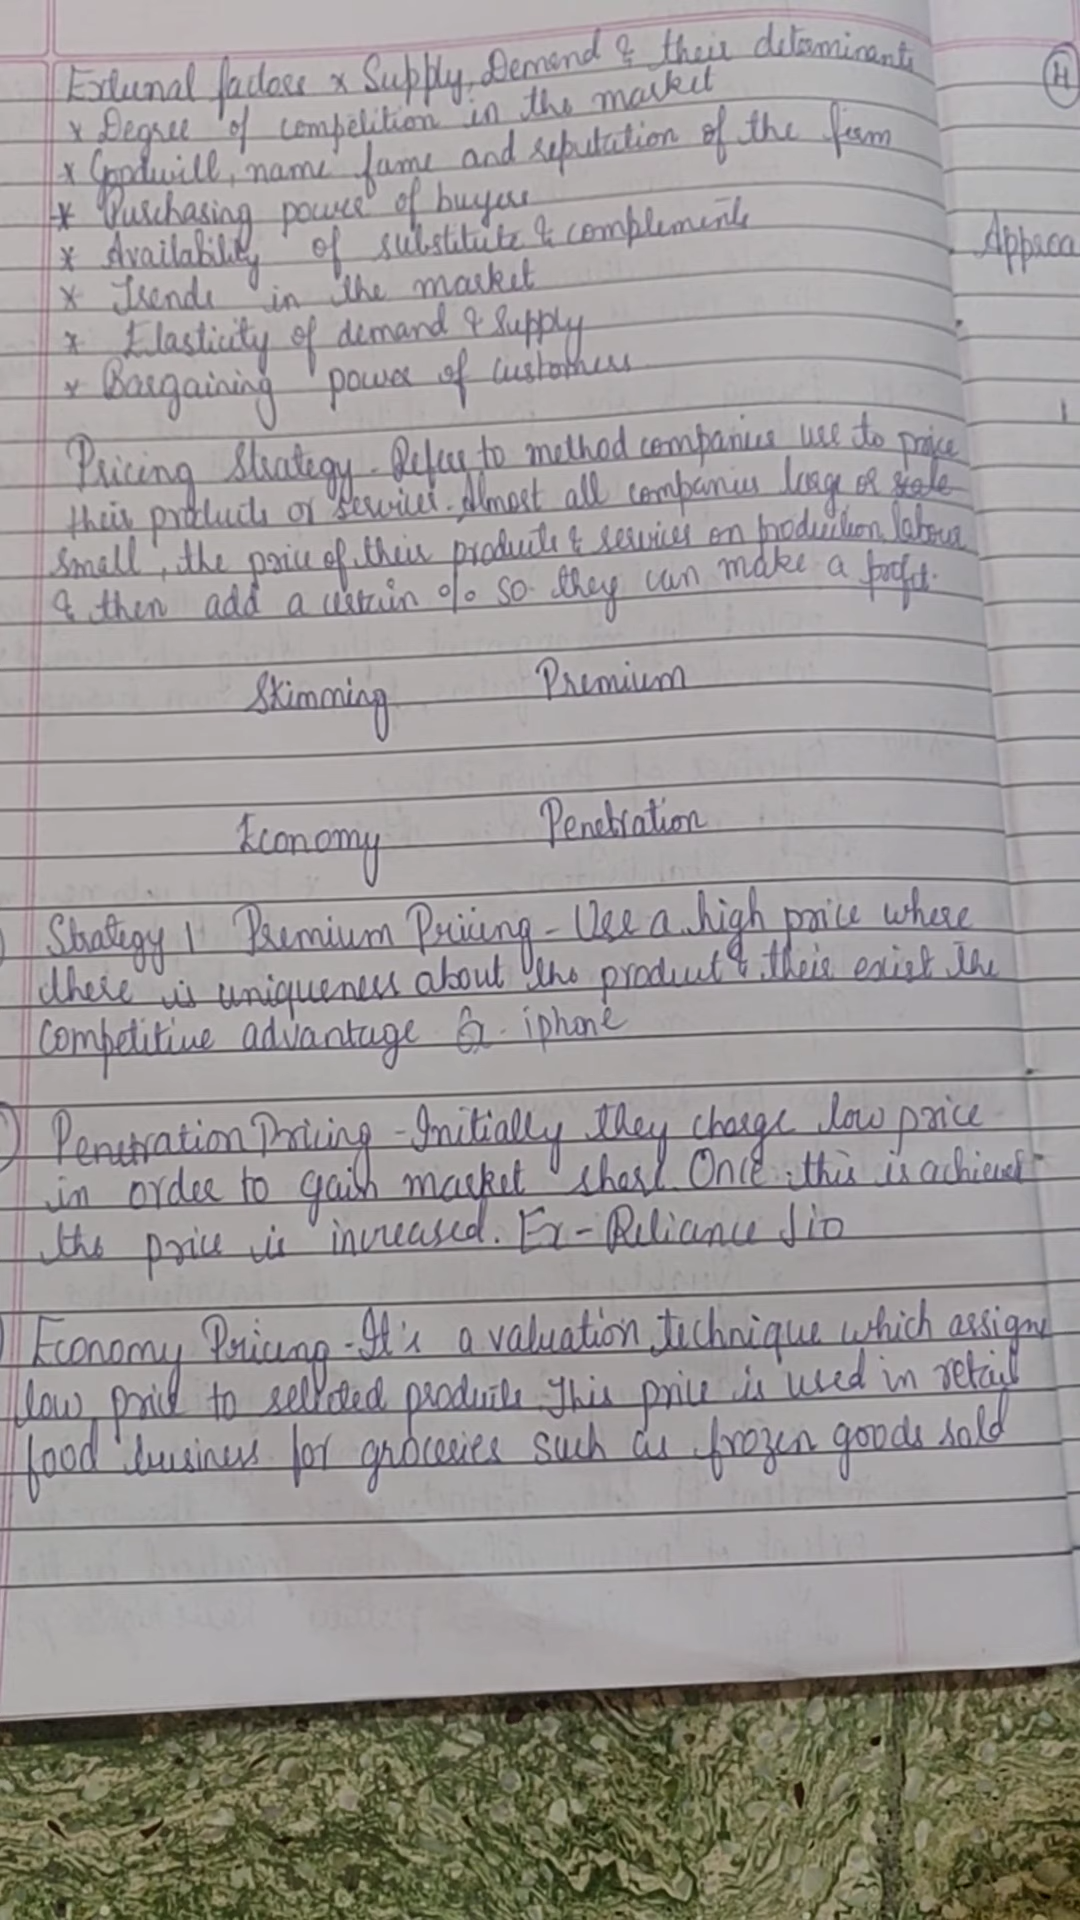 External factors x Supply, Demand & their determinants
x Degree of competition in the market
x Goodwill, name fame and reputation of the firm
x Purchasing power of buyers
x Availability of substitute & complements
x Trends in the market
x Elasticity of demand & supply
x Bargaining power of customers
Pricing Strategy - Refers to method companies use to price
their products or services. Almost all companies large or
small, the price of their products & services on production, labour
& then add a certain % so they can make a profit.
Skimming Premium
Economy Penetration
Strategy 1 Premium Pricing - Use a high price where
there is uniqueness about the product & their exist the
competitive advantage Ex. iphone
Penetration Pricing - Initially they charge low price
in order to gain market share. Once this is achieved
the price is increased. Ex - Reliance Jio
Economy Pricing - It's a valuation technique which assigns
low price to selected products. This price is used in retail
food business for groceries such as frozen goods sold
H